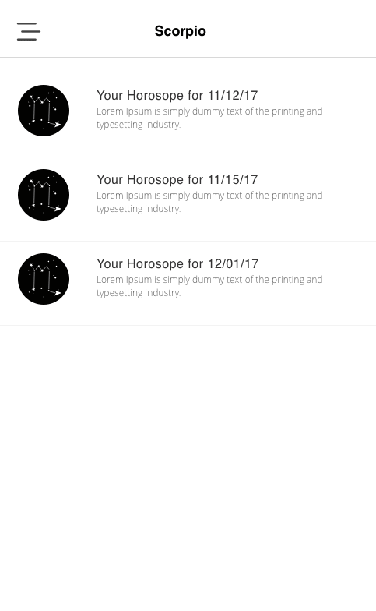 Scorpio
Your Horosope for 11/12/17
Lorem Ipsum is simply dummy text of the printing and
typesetting industry.
Your Horosope for 11/15/17
Lorem Ipsum is simply dummy text of the printing and
typesetting industry.
Your Horosope for 12/01/17
Lorem Ipsum is simply dummy text of the printing and
typesetting industry.